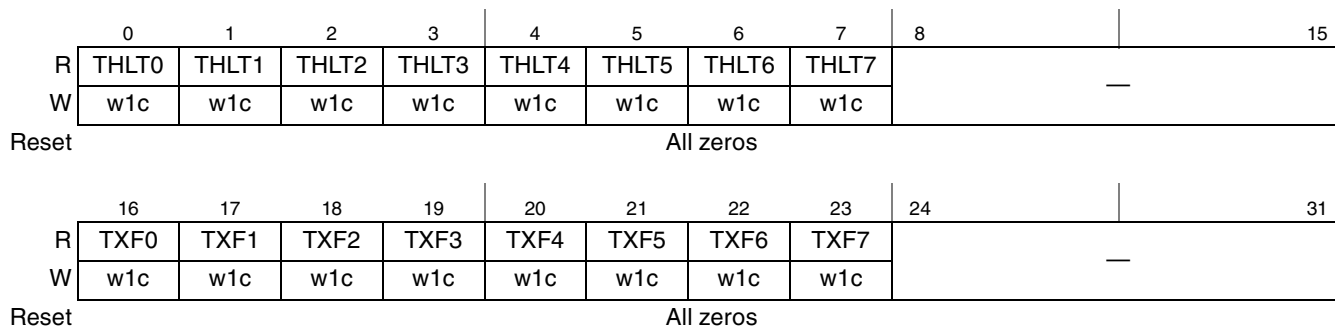 0 1 2 3 4 5 6 7 8 15
R THLT0 THLT1 THLT2 THLT3 THLT4 THLT5 THLT6 THLT7 —
W w1c w1c w1c w1c w1c w1c w1c w1c
Reset All zeros
16 17 18 19 20 21 22 23 24 31
R TXF0 TXF1 TXF2 TXF3 TXF4 TXF5 TXF6 TXF7 —
W w1c w1c w1c w1c w1c w1c w1c w1c
Reset All zeros